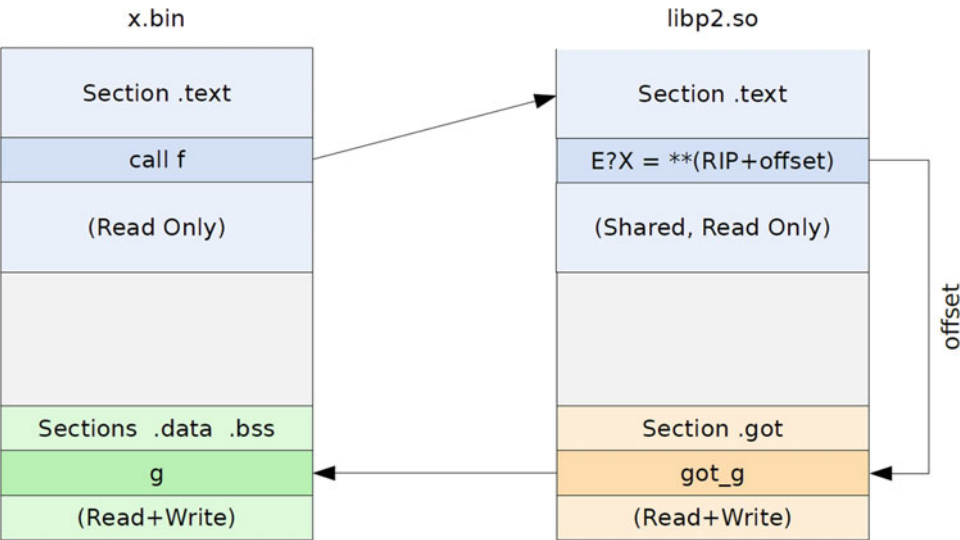 x.bin
libp2.so
Section .text
call f
(Read Only)
Sections .data .bss
g
(Read+Write)
Section .text
E?X = **(RIP+offset)
(Shared, Read Only)
Section .got
got_g
(Read+Write)
offset